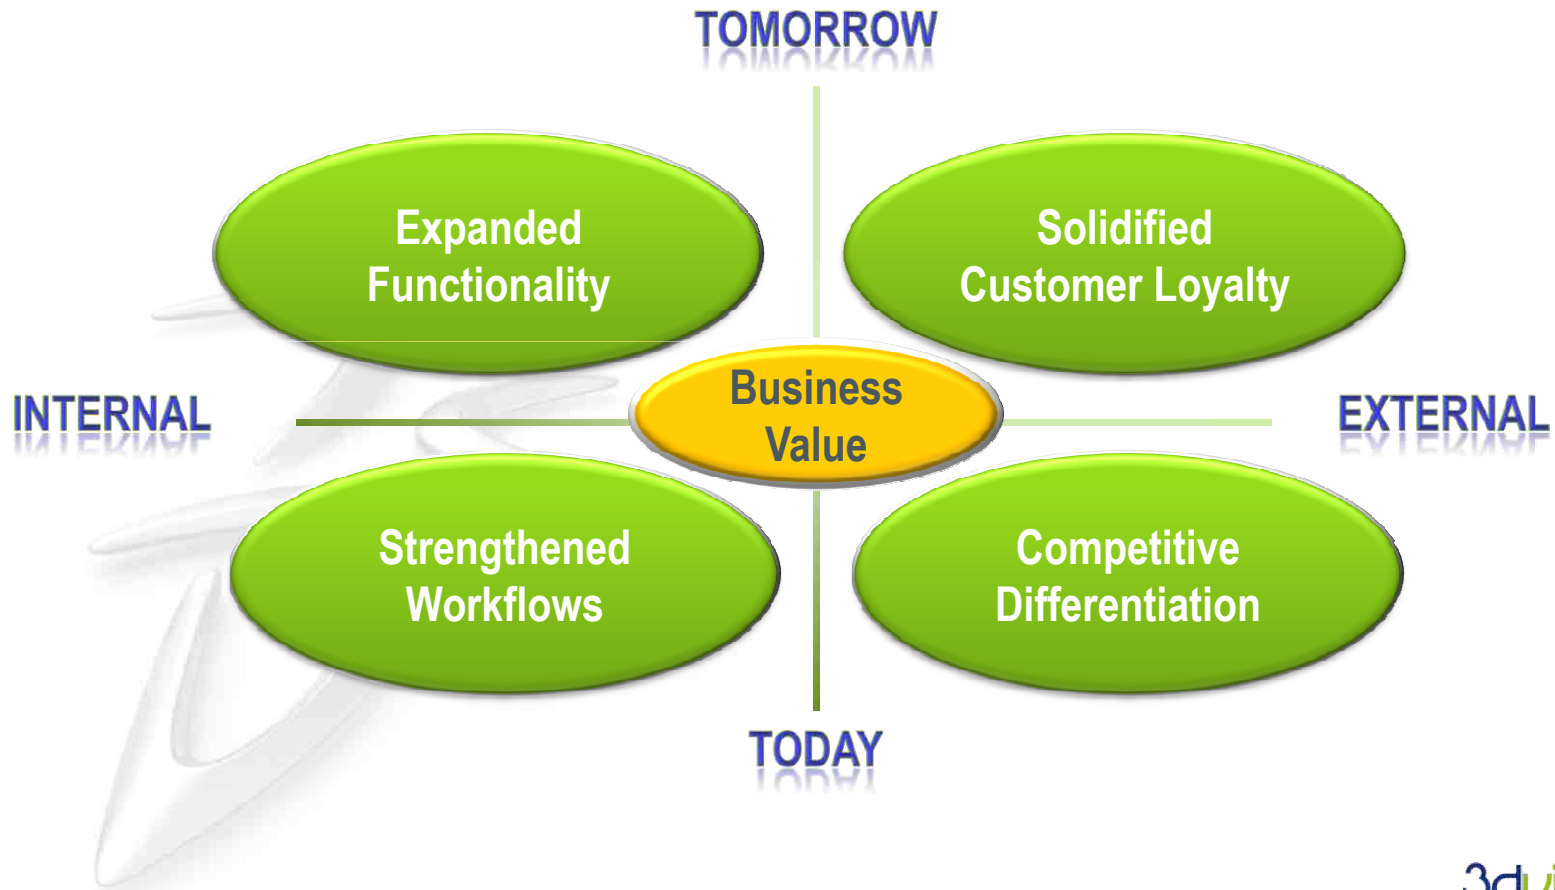 TOMORROW
Expanded
Functionality
Solidified
Customer Loyalty
Business
Value
INTERNAL
EXTERNAL
Strengthened
Workflows
Competitive
Differentiation
TODAY